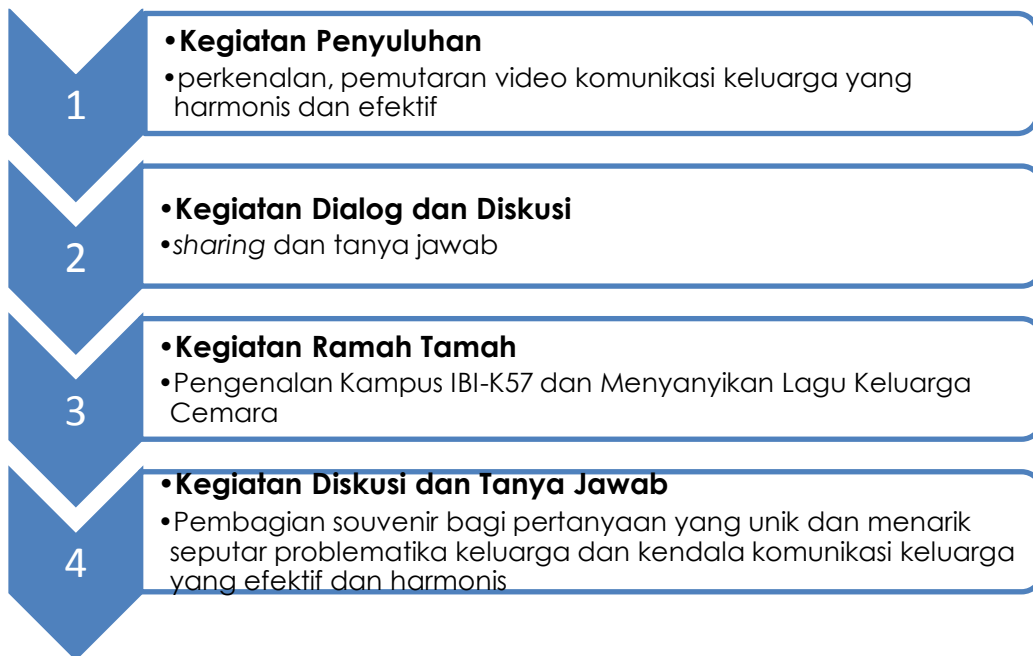 1
•Kegiatan Penyuluhan
•perkenalan, pemutaran video komunikasi keluarga yang
harmonis dan efektif
2
•Kegiatan Dialog dan Diskusi
•sharing dan tanya jawab
3
•Kegiatan Ramah Tamah
•Pengenalan Kampus IBI-K57 dan Menyanyikan Lagu Keluarga
Cemara
4
•Kegiatan Diskusi dan Tanya Jawab
•Pembagian souvenir bagi pertanyaan yang unik dan menarik
seputar problematika keluarga dan kendala komunikasi keluarga
yang efektif dan harmonis